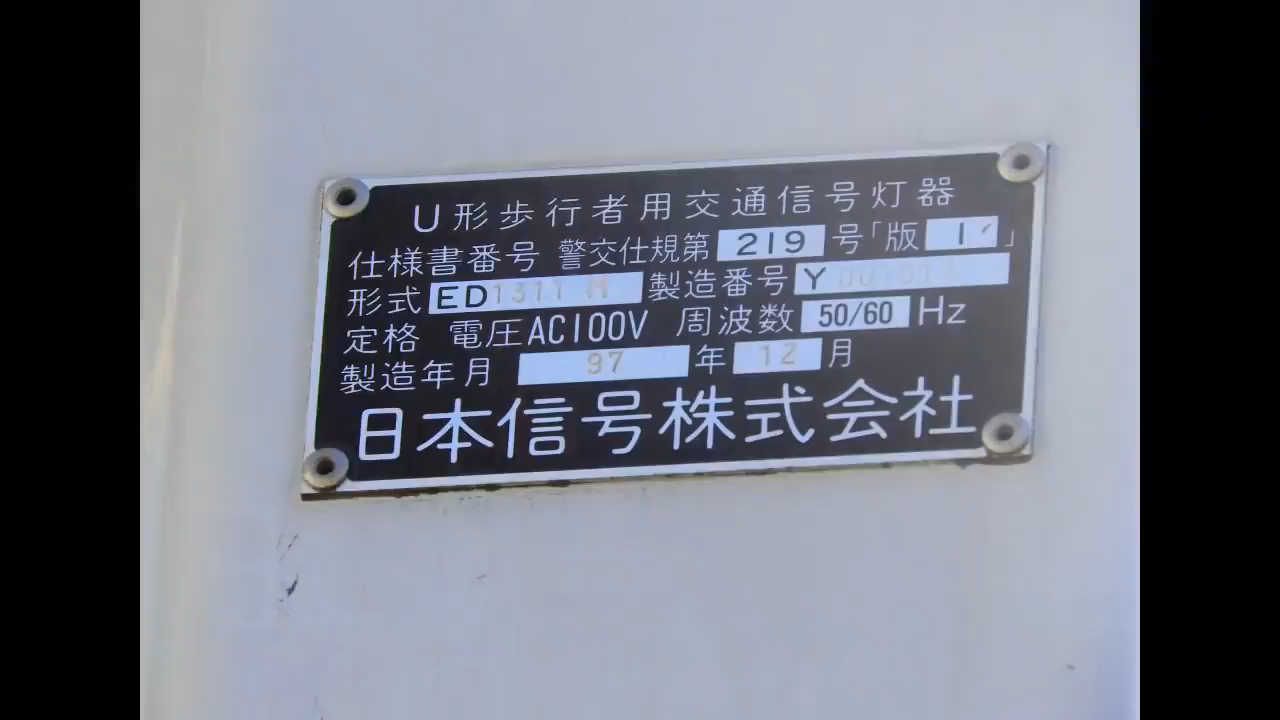 U形歩行者用交通信号灯器
仕様書番号 警交仕規第 219 号「版 1」
形式 ED1311 M 製造番号 Y
定格 電圧AC100V 周波数 50/60 Hz
製造年月 97 年 12 月
日本信号株式会社